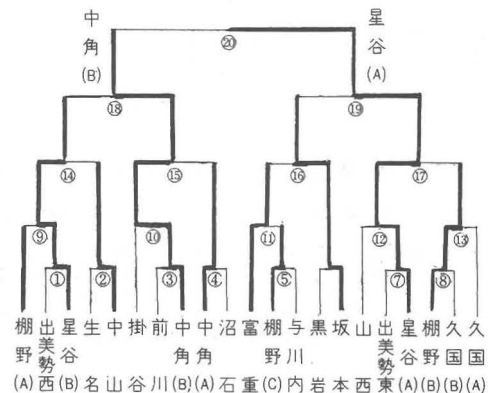 中角(B)
星谷(A)
⑳
⑱
⑲
⑭
⑮
⑯
⑰
⑨
⑩
⑪
⑫
⑬
①
②
③
④
⑤
⑦
⑧
棚野(A)
出美勢西
星谷(B)
生名
中山
掛谷
前川
中角(B)
中角(A)
沼石
富重
棚野(C)
与川内
黒岩
坂本
山西
出美勢東
星谷(A)
棚野(B)
久国(B)
久国(A)